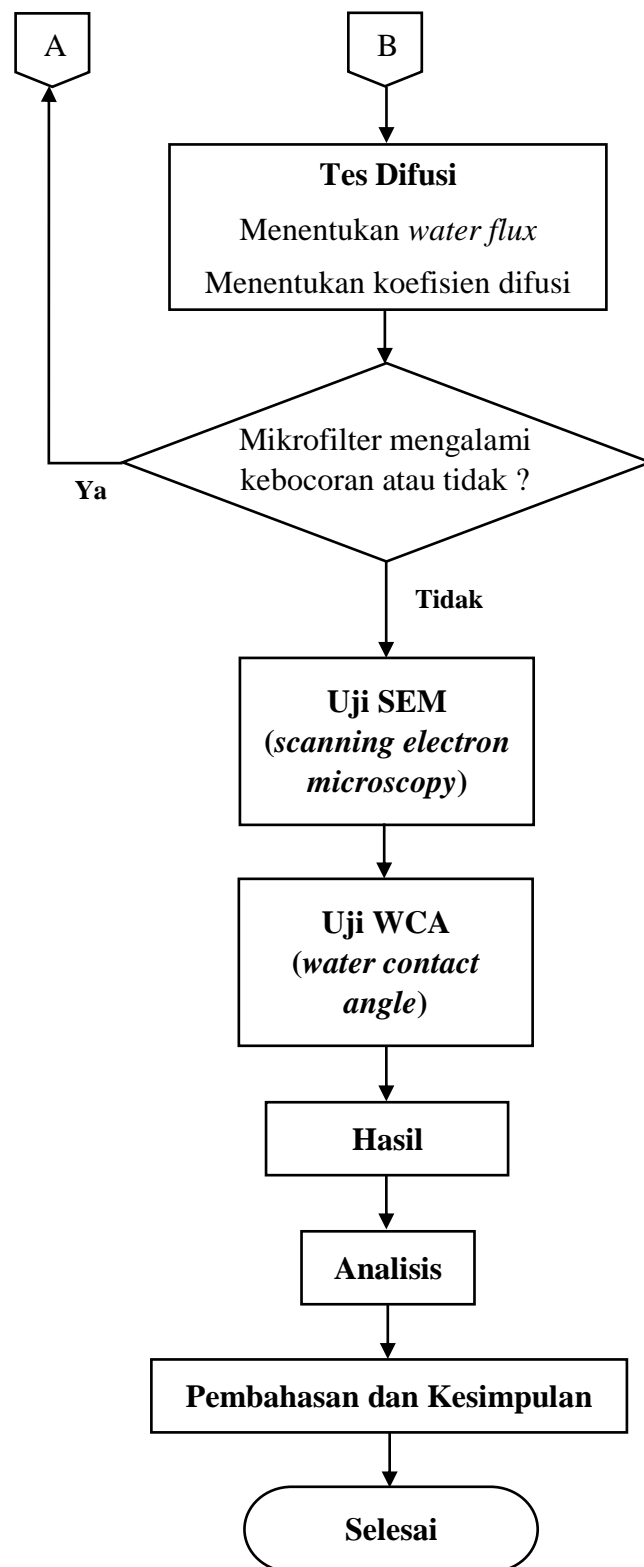 A
B
Tes Difusi
Menentukan water flux
Menentukan koefisien difusi
Mikrofilter mengalami
kebocoran atau tidak ?
Ya
Tidak
Uji SEM
(scanning electron
microscopy)
Uji WCA
(water contact
angle)
Hasil
Analisis
Pembahasan dan Kesimpulan
Selesai